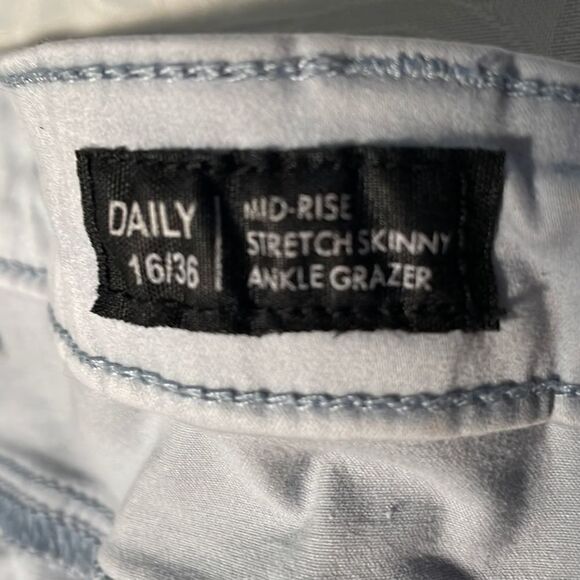 DAILY
16/36
MID-RISE
STRETCH SKINNY
ANKLE GRAZER